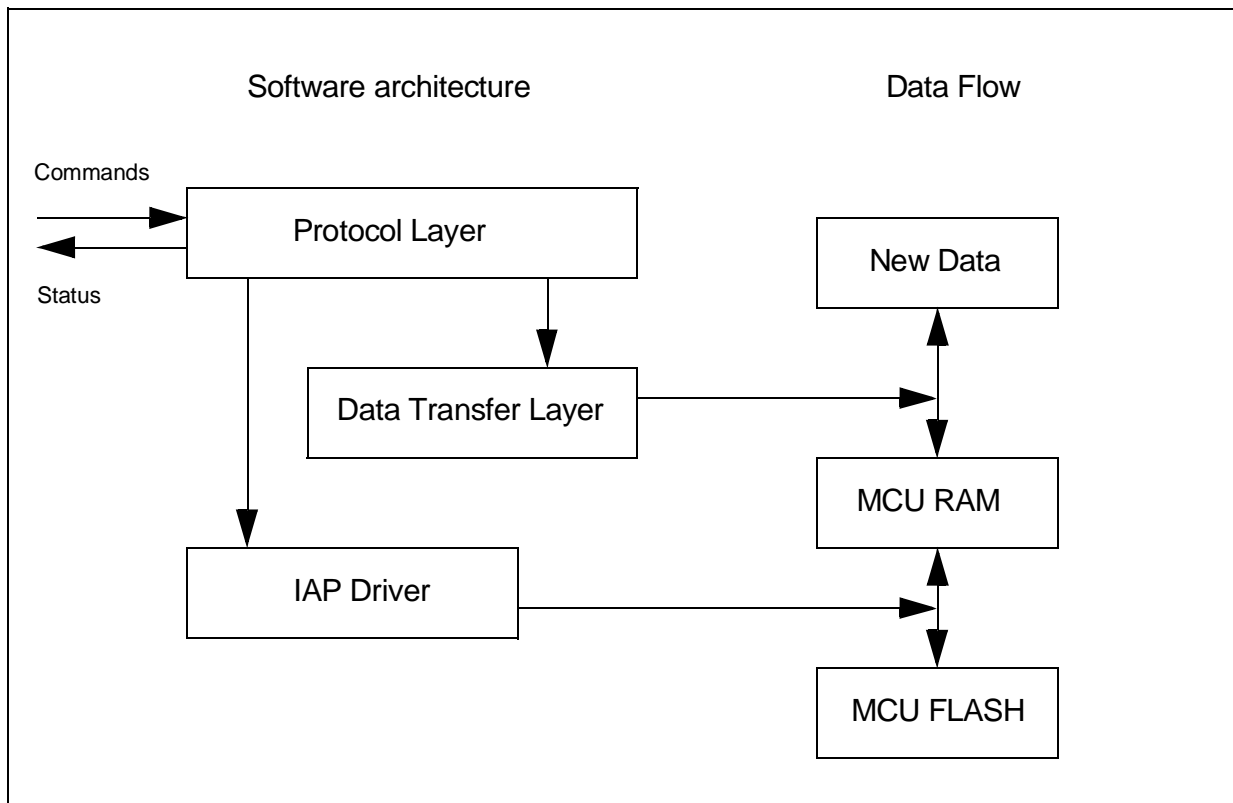 Software architecture
Data Flow
Commands
Protocol Layer
Status
New Data
Data Transfer Layer
MCU RAM
IAP Driver
MCU FLASH